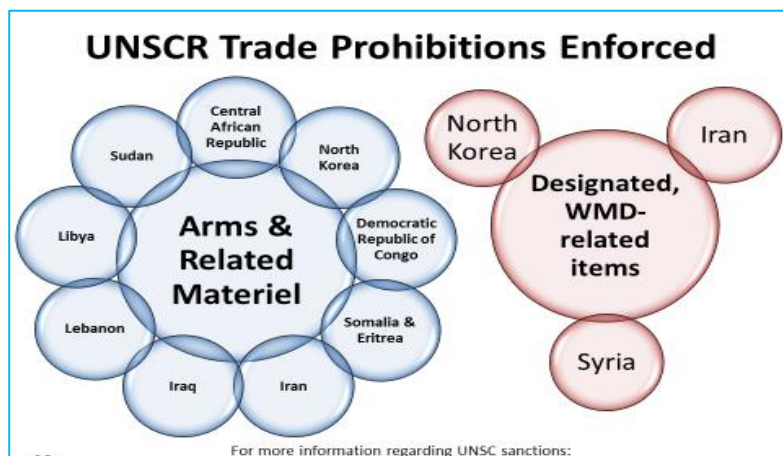 UNSCR Trade Prohibitions Enforced
Central
African
Republic
North
Korea
Democratic
Republic of
Congo
Somalia &
Eritrea
Iran
Iraq
Lebanon
Libya
Sudan
Arms &
Related
Materiel
North
Korea
Iran
Designated,
WMD-
related
items
Syria
For more information regarding UNSC sanctions: